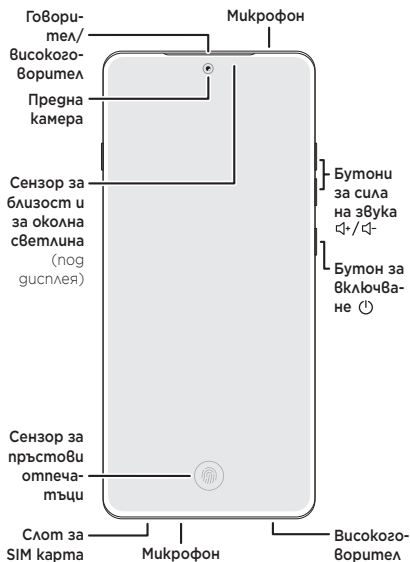 Говори-
тел/
високого-
ворител
Микрофон
Предна
камера
Сензор за
близост и
за околна
светлина
(под
дисплея)
Бутони
за сила
на звука
+/-
Бутон за
включва-
не
Сензор за
пръстови
отпеча-
тъци
Слот за
SIM карта
Микрофон
Високого-
ворител